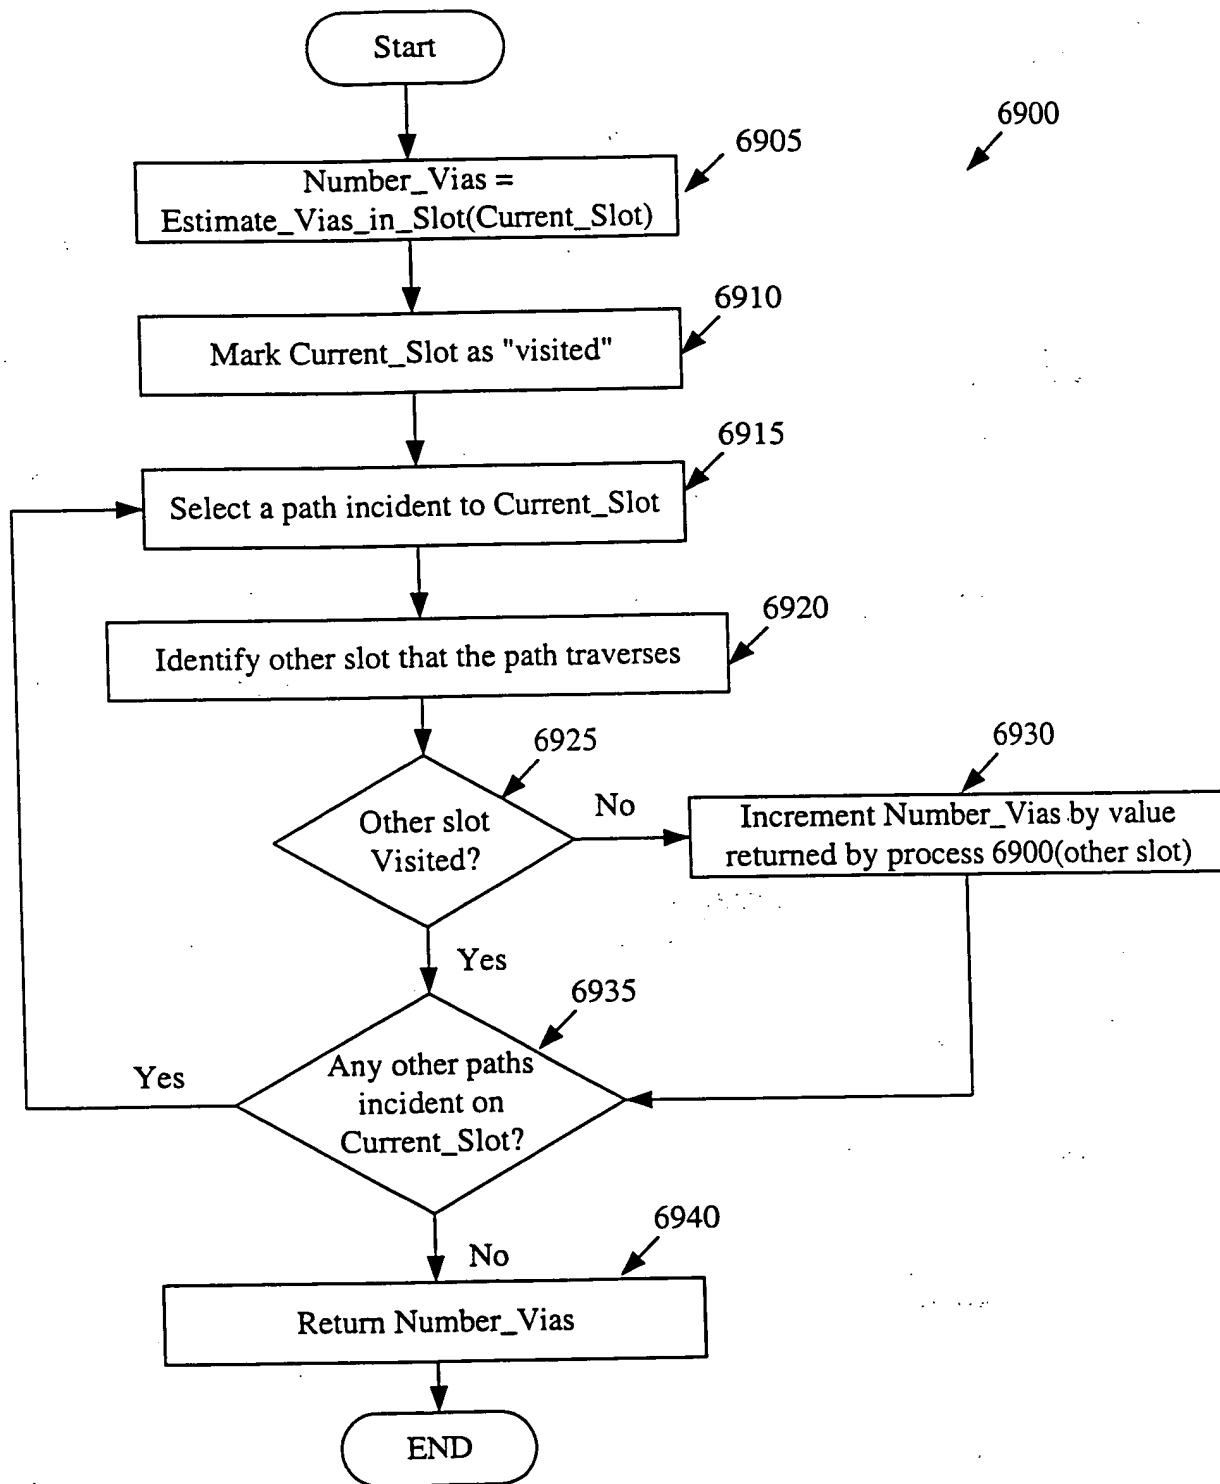 Start
6900
6905
Number_Vias =
Estimate_Vias_in_Slot(Current_Slot)
6910
Mark Current_Slot as "visited"
6915
Select a path incident to Current_Slot
6920
Identify other slot that the path traverses
6925
Other slot
Visited?
No
6930
Increment Number_Vias by value
returned by process 6900(other slot)
Yes
6935
Any other paths
incident on
Current_Slot?
Yes
No
6940
Return Number_Vias
END